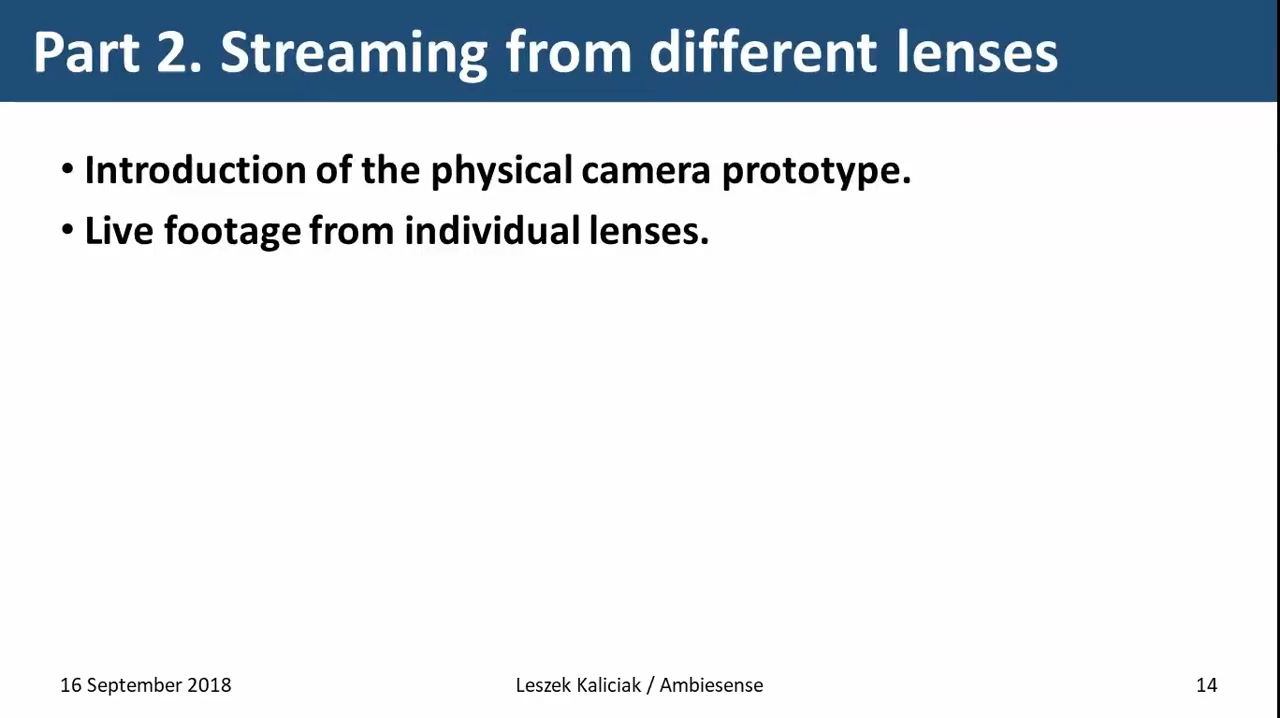 Part 2. Streaming from different lenses
• Introduction of the physical camera prototype.
• Live footage from individual lenses.
16 September 2018
Leszek Kaliciak / Ambiesense
14